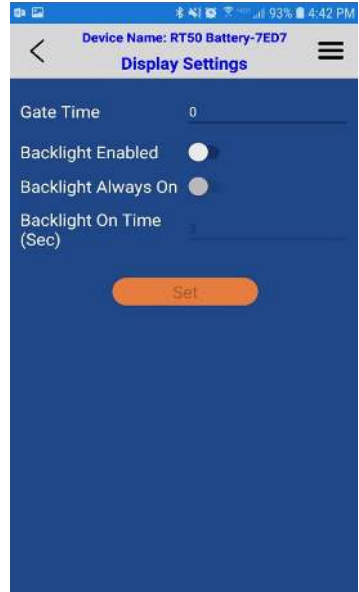 93% 4:42 PM
Device Name: RT50 Battery-7ED7
Display Settings
Gate Time 0
Backlight Enabled
Backlight Always On
Backlight On Time
(Sec)
Set